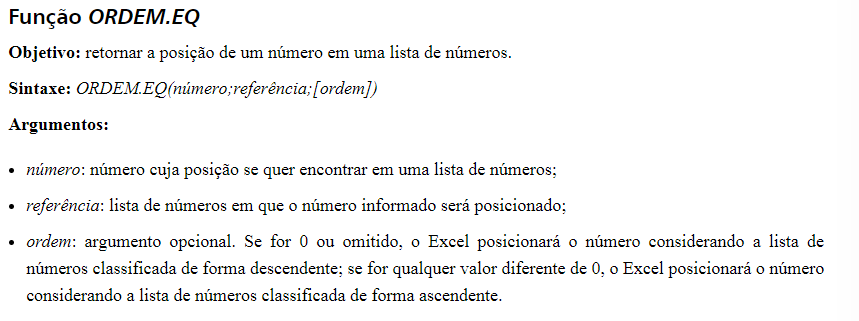 Função ORDEM.EQ
Objetivo: retornar a posição de um número em uma lista de números.
Sintaxe: ORDEM.EQ(número;referência;[ordem])
Argumentos:
• número: número cuja posição se quer encontrar em uma lista de números;
• referência: lista de números em que o número informado será posicionado;
• ordem: argumento opcional. Se for 0 ou omitido, o Excel posicionará o número considerando a lista de
números classificada de forma descendente; se for qualquer valor diferente de 0, o Excel posicionará o número
considerando a lista de números classificada de forma ascendente.